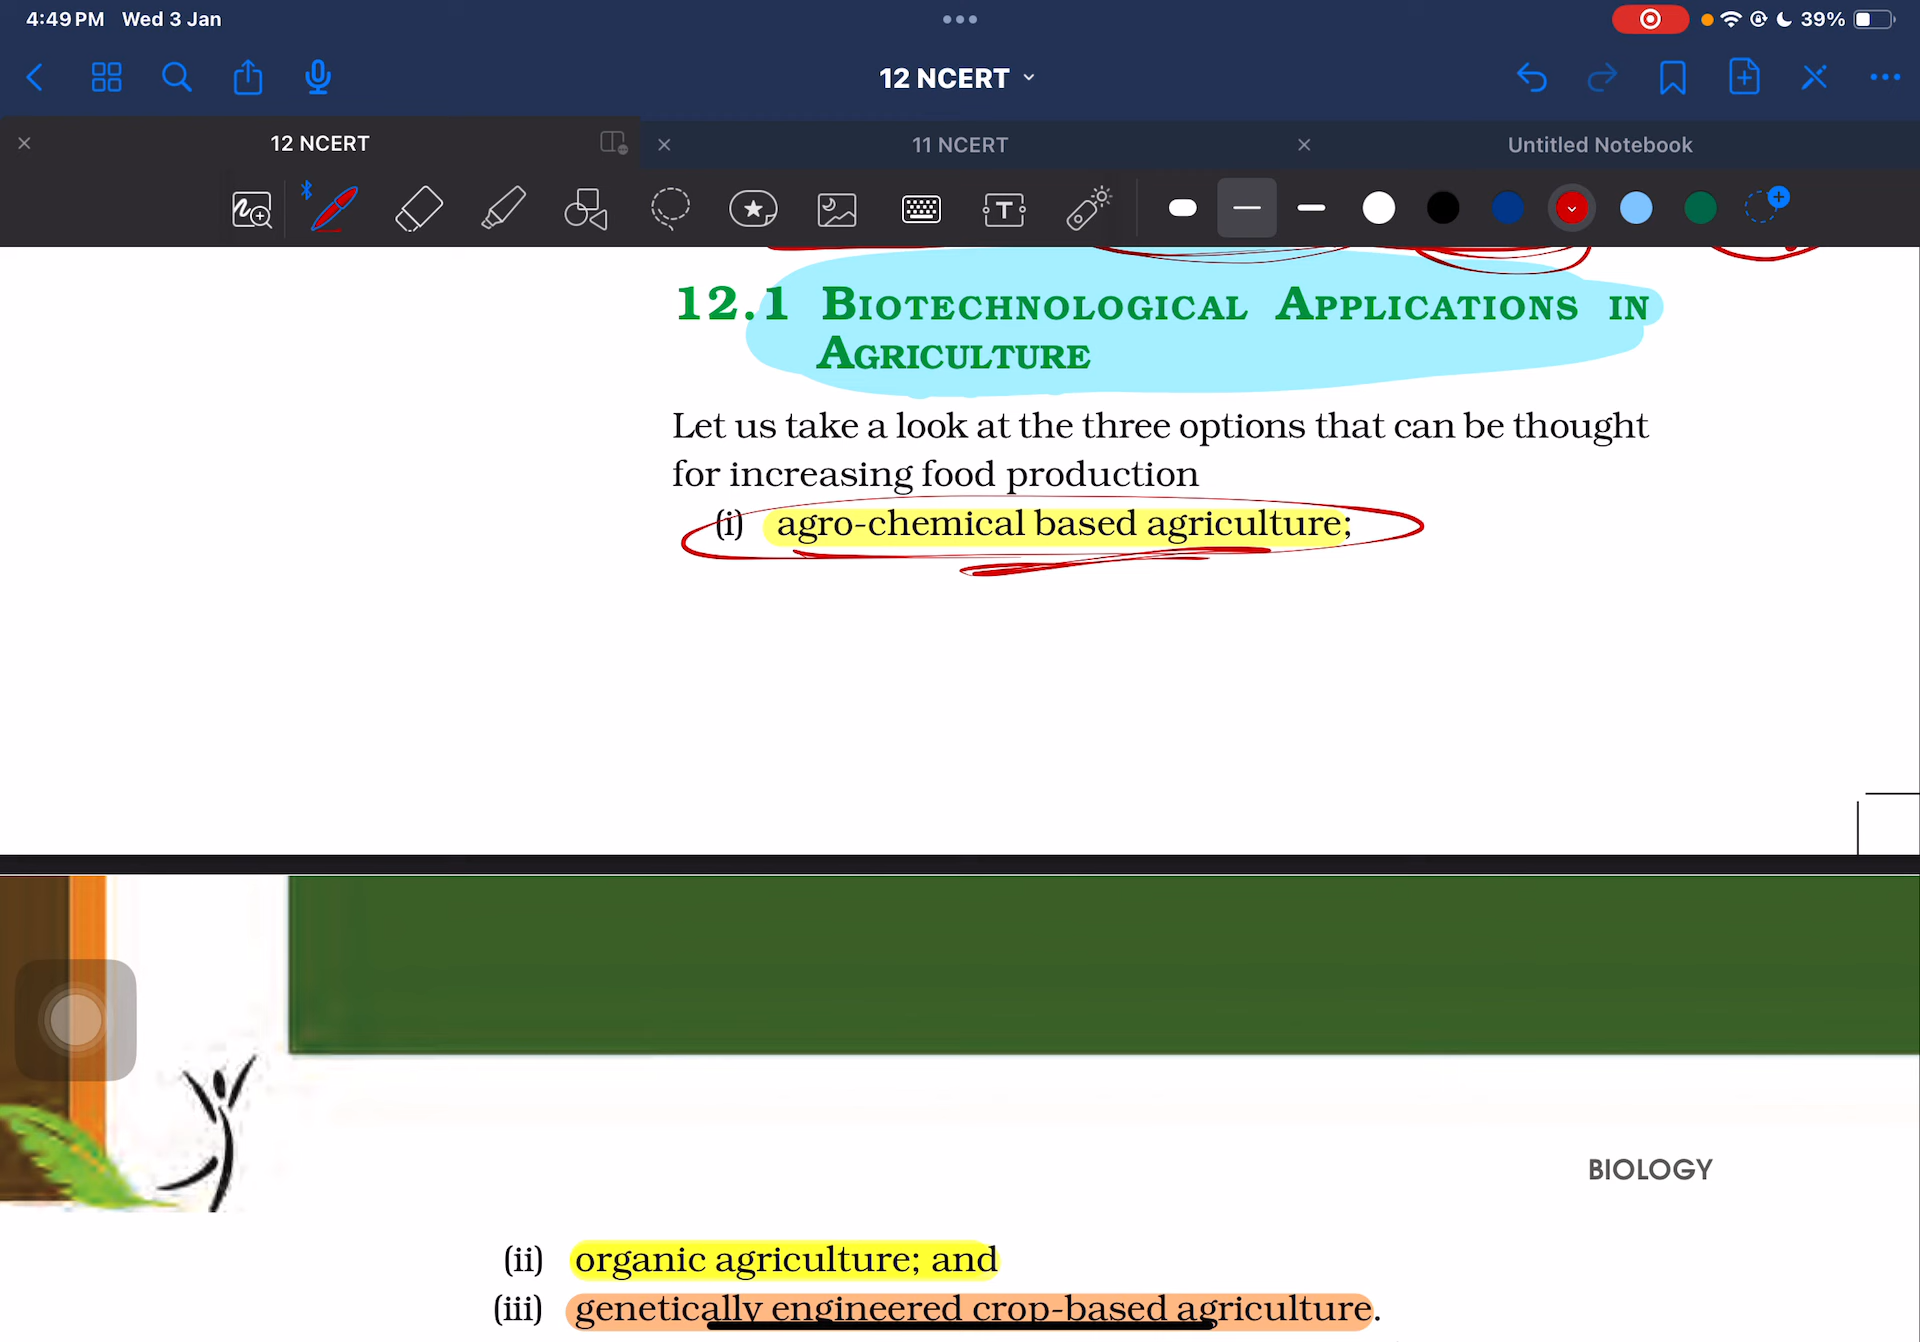 4:49 PM Wed 3 Jan
39%
12 NCERT
12 NCERT
11 NCERT
Untitled Notebook
12.1 BIOTECHNOLOGICAL APPLICATIONS IN
AGRICULTURE
Let us take a look at the three options that can be thought
for increasing food production
(i) agro-chemical based agriculture;
BIOLOGY
(ii) organic agriculture; and
(iii) genetically engineered crop-based agriculture.